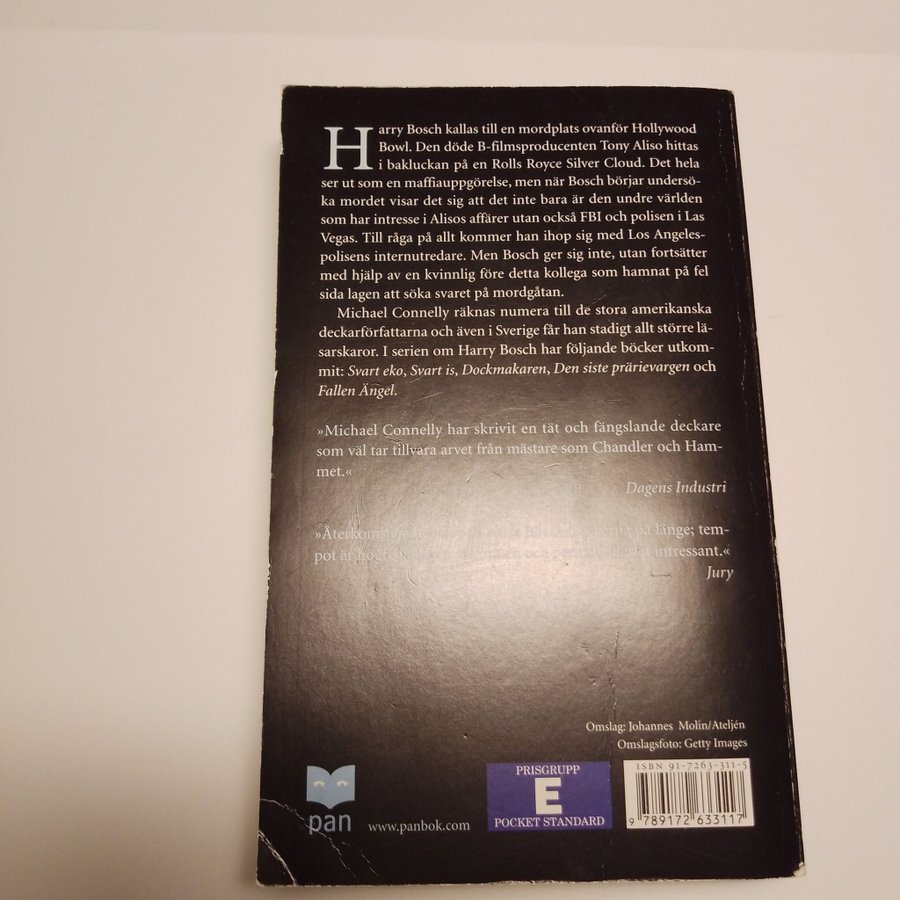 Harry Bosch kallas till en mordplats ovanför Hollywood
Bowl. Den döde B-filmsproducenten Tony Aliso hittas
i bakluckan på en Rolls Royce Silver Cloud. Det hela
ser ut som en maffiauppgörelse, men när Bosch börjar undersö-
ka mordet visar det sig att det inte bara är den undre världen
som har intresse i Alisos affärer utan också FBI och polisen i Las
Vegas. Till råga på allt kommer han ihop sig med Los Angeles-
polisens internutredare. Men Bosch ger sig inte, utan fortsätter
med hjälp av en kvinnlig före detta kollega som hamnat på fel
sida lagen att söka svaret på mordgåtan.
Michael Connelly räknas numera till de stora amerikanska
deckarförfattarna och även i Sverige får han stadigt allt större lä-
sarskaror. I serien om Harry Bosch har följande böcker utkom-
mit: Svart eko, Svart is, Dockmakaren, Den siste prärievargen och
Fallen Ängel.
»Michael Connelly har skrivit en tät och fängslande deckare
som väl tar tillvara arvet från mästare som Chandler och Ham-
met.«
Dagens Industri
på länge; tem-
pot är högt och intressant.«
Jury
Omslag: Johannes Molin/Ateljén
Omslagsfoto: Getty Images
ISBN 91-7263-311-5
PRISGRUPP
E
POCKET STANDARD
pan
www.panbok.com
9 789172 633117